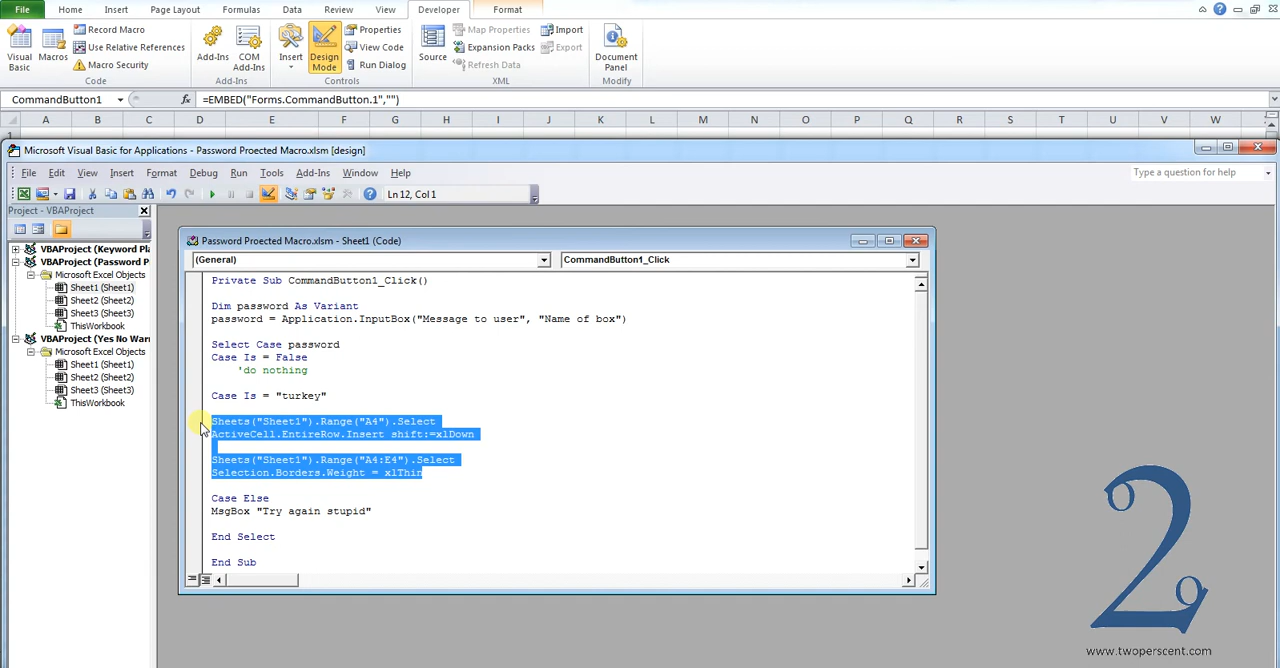 File Home Insert Page Layout Formulas Data Review View Developer Format
Visual Basic
Macros
Record Macro
Use Relative References
Macro Security
Code
Add-Ins
COM Add-Ins
Add-Ins
Insert
Design Mode
Properties
View Code
Run Dialog
Controls
Source
Map Properties
Expansion Packs
Refresh Data
Import
Export
XML
Document Panel
Modify
CommandButton1 fx =EMBED("Forms.CommandButton.1","")
A B C D E F G H I J K L M N O P Q R S T U V W
1
Microsoft Visual Basic for Applications - Password Proected Macro.xlsm [design]
File Edit View Insert Format Debug Run Tools Add-Ins Window Help
Type a question for help
Ln 12, Col 1
Project - VBAProject
VBAProject (Keyword Pla
VBAProject (Password P
Microsoft Excel Objects
Sheet1 (Sheet1)
Sheet2 (Sheet2)
Sheet3 (Sheet3)
ThisWorkbook
VBAProject (Yes No Warn
Microsoft Excel Objects
Sheet1 (Sheet1)
Sheet2 (Sheet2)
Sheet3 (Sheet3)
ThisWorkbook
Password Proected Macro.xlsm - Sheet1 (Code)
(General) CommandButton1_Click
Private Sub CommandButton1_Click()
Dim password As Variant
password = Application.InputBox("Message to user", "Name of box")
Select Case password
Case Is = False
'do nothing
Case Is = "turkey"
Sheets("Sheet1").Range("A4").Select
ActiveCell.EntireRow.Insert shift:=xlDown
Sheets("Sheet1").Range("A4:E4").Select
Selection.Borders.Weight = xlThin
Case Else
MsgBox "Try again stupid"
End Select
End Sub
2%
www.twoperscent.com